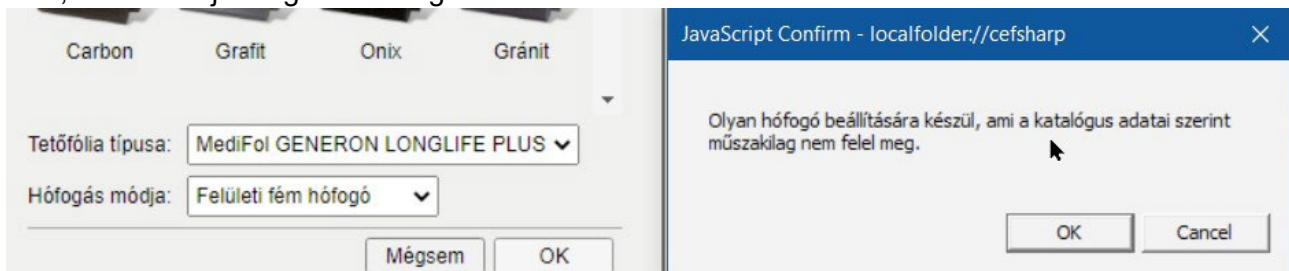 Carbon Grafit Onix Gránit
Tetőfólia típusa: MediFol GENERON LONGLIFE PLUS
Hófogás módja: Felületi fém hófogó
Mégsem OK
JavaScript Confirm - localfolder://cefsharp
Olyan hófogó beállítására készül, ami a katalógus adatai szerint
műszakilag nem felel meg.
OK Cancel